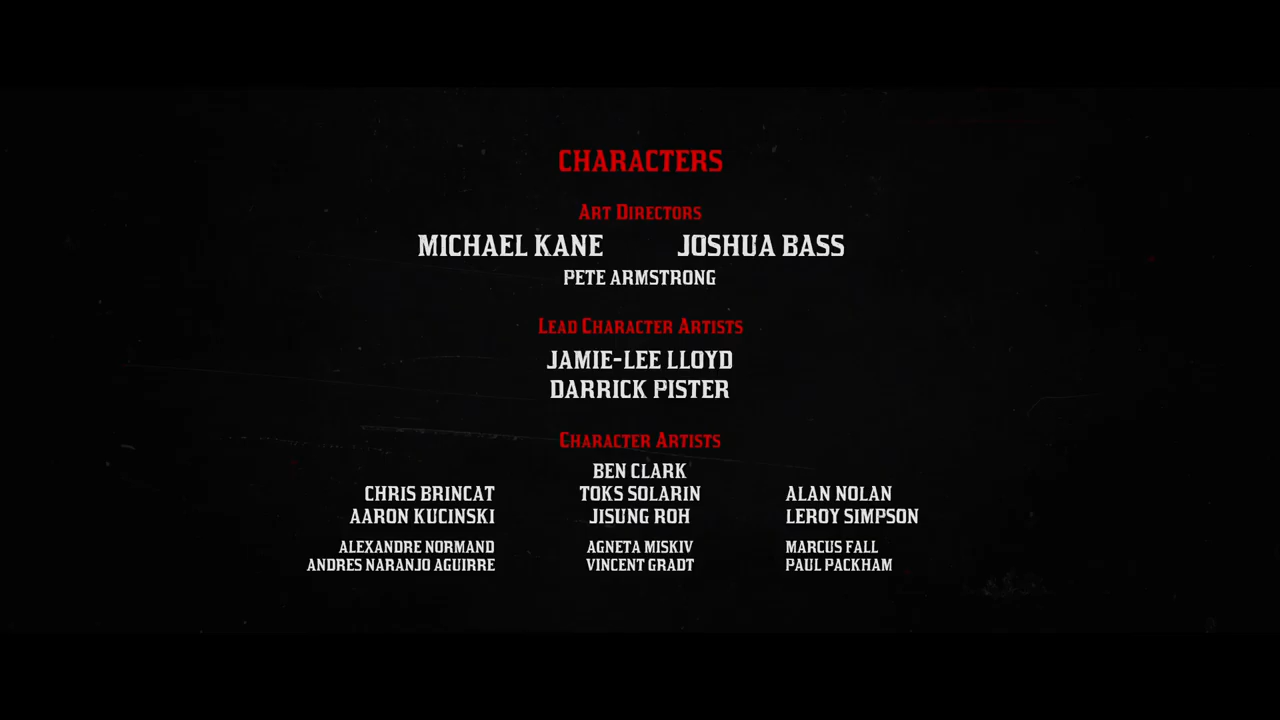 CHARACTERS
ART DIRECTORS
MICHAEL KANE JOSHUA BASS
PETE ARMSTRONG
LEAD CHARACTER ARTISTS
JAMIE-LEE LLOYD
DARRICK PISTER
CHARACTER ARTISTS
BEN CLARK
CHRIS BRINCAT TOKS SOLARIN ALAN NOLAN
AARON KUCINSKI JISUNG ROH LEROY SIMPSON
ALEXANDRE NORMAND AGNETA MISKIV MARCUS FALL
ANDRES NARANJO AGUIRRE VINCENT GRADT PAUL PACKHAM